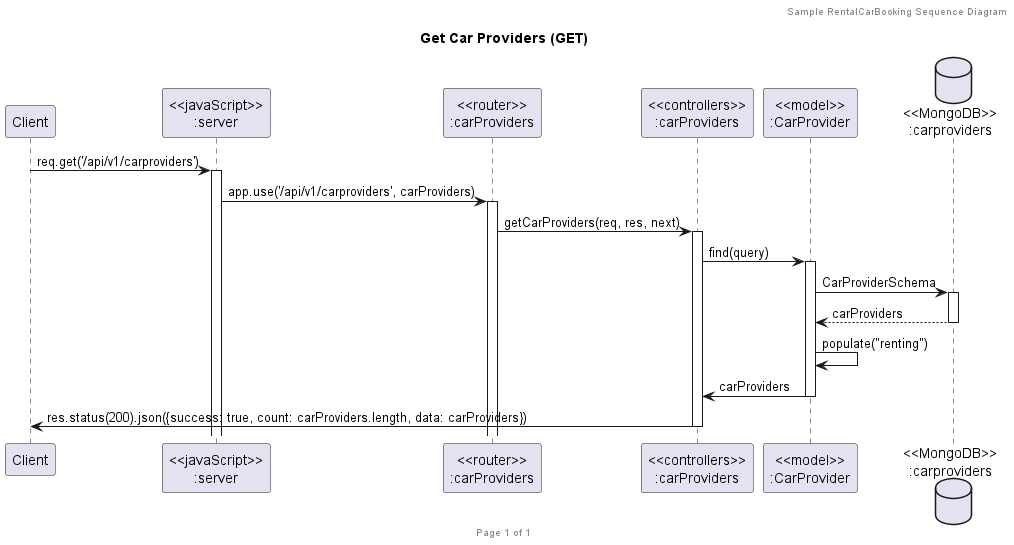 Sample RentalCarBooking Sequence Diagram
Get Car Providers (GET)
Client
<<javaScript>>
:server
<<router>>
:carProviders
<<controllers>>
:carProviders
<<model>>
:CarProvider
<<MongoDB>>
:carproviders
req.get('/api/v1/carproviders')
app.use('/api/v1/carproviders', carProviders)
getCarProviders(req, res, next)
find(query)
CarProviderSchema
carProviders
populate("renting")
carProviders
res.status(200).json({success: true, count: carProviders.length, data: carProviders})
Client
<<javaScript>>
:server
<<router>>
:carProviders
<<controllers>>
:carProviders
<<model>>
:CarProvider
<<MongoDB>>
:carproviders
Page 1 of 1